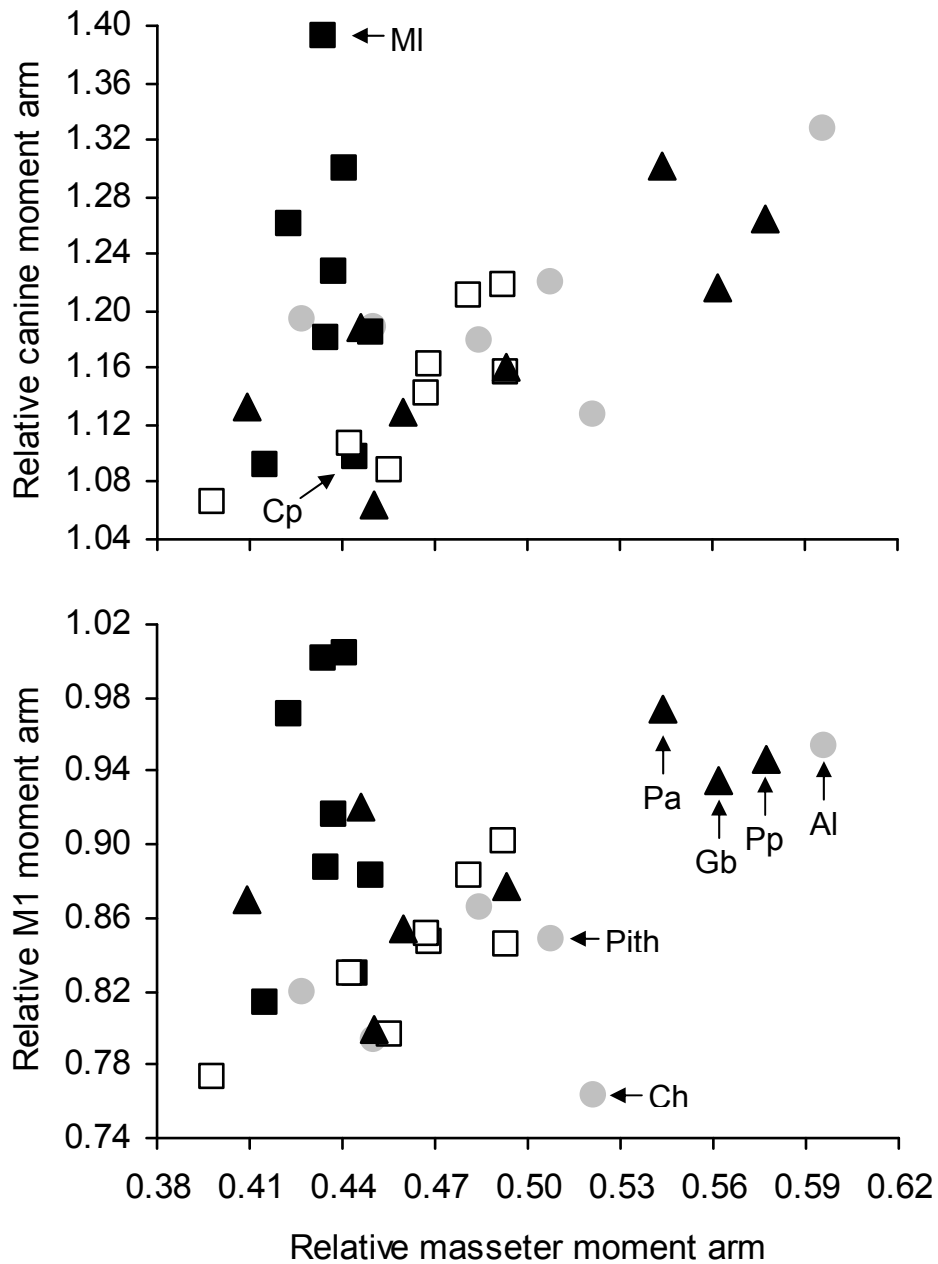 Relative canine moment arm
1.40
1.36
1.32
1.28
1.24
1.20
1.16
1.12
1.08
1.04
Ml
Cp
Relative M1 moment arm
1.02
0.98
0.94
0.90
0.86
0.82
0.78
0.74
Pa
Gb
Pp
Al
Pith
Ch
0.38 0.41 0.44 0.47 0.50 0.53 0.56 0.59 0.62
Relative masseter moment arm